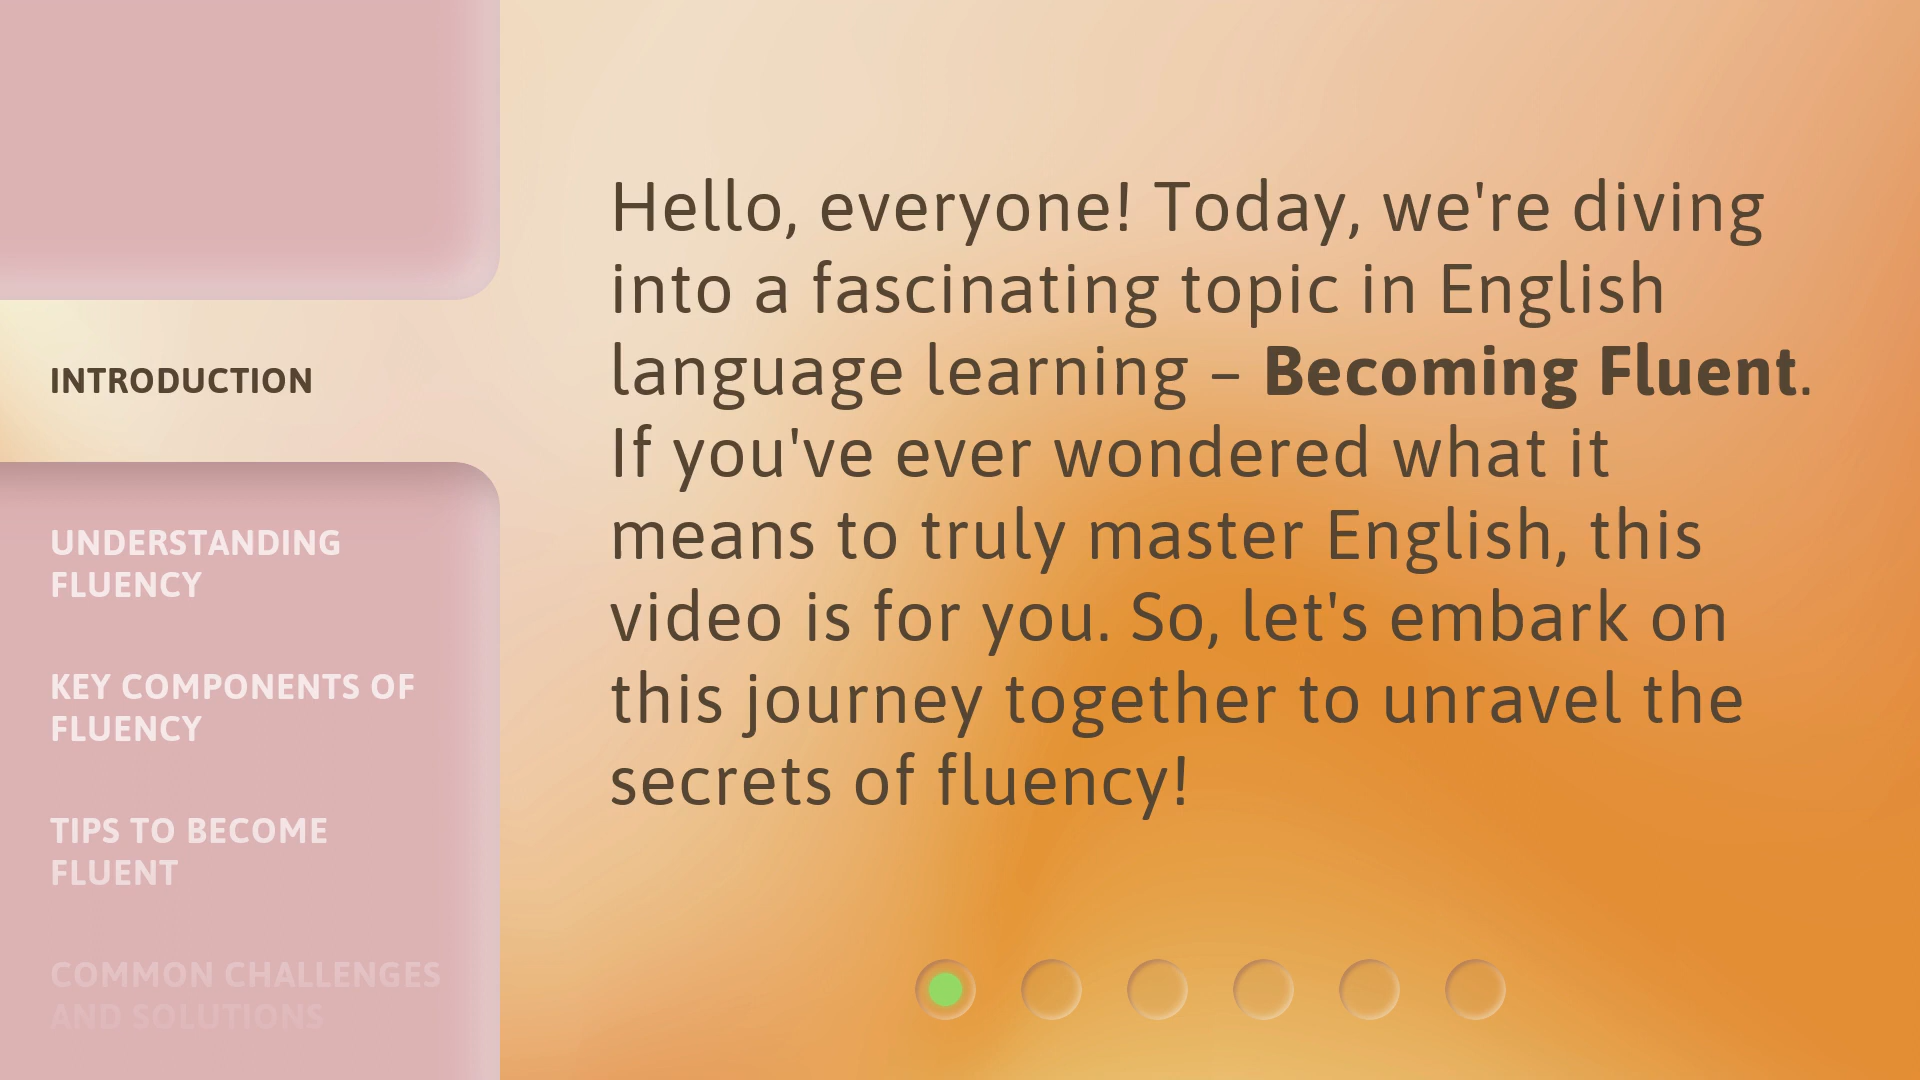 INTRODUCTION
UNDERSTANDING
FLUENCY
KEY COMPONENTS OF
FLUENCY
TIPS TO BECOME
FLUENT
COMMON CHALLENGES
AND SOLUTIONS
Hello, everyone! Today, we're diving
into a fascinating topic in English
language learning – Becoming Fluent.
If you've ever wondered what it
means to truly master English, this
video is for you. So, let's embark on
this journey together to unravel the
secrets of fluency!